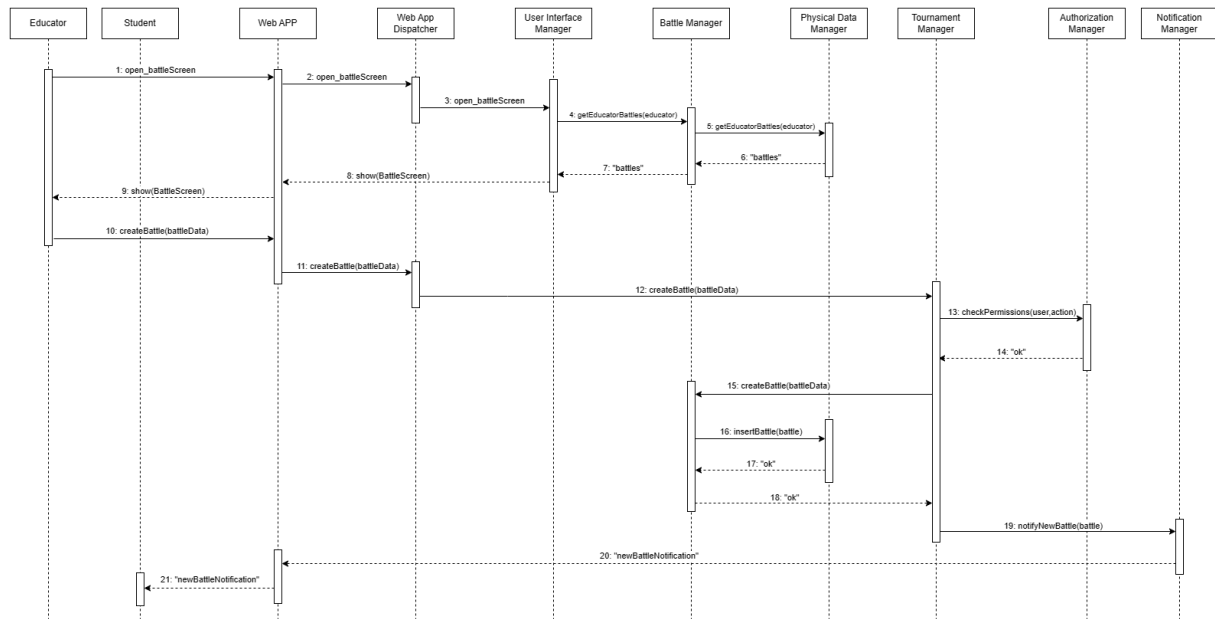 Educator
Student
Web APP
Web App
Dispatcher
User Interface
Manager
Battle Manager
Physical Data
Manager
Tournament
Manager
Authorization
Manager
Notification
Manager
1: open_battleScreen
2: open_battleScreen
3: open_battleScreen
4: getEducatorBattles(educator)
5: getEducatorBattles(educator)
6: "battles"
7: "battles"
8: show(BattleScreen)
9: show(BattleScreen)
10: createBattle(battleData)
11: createBattle(battleData)
12: createBattle(battleData)
13: checkPermissions(user,action)
14: "ok"
15: createBattle(battleData)
16: insertBattle(battle)
17: "ok"
18: "ok"
19: notifyNewBattle(battle)
20: "newBattleNotification"
21: "newBattleNotification"